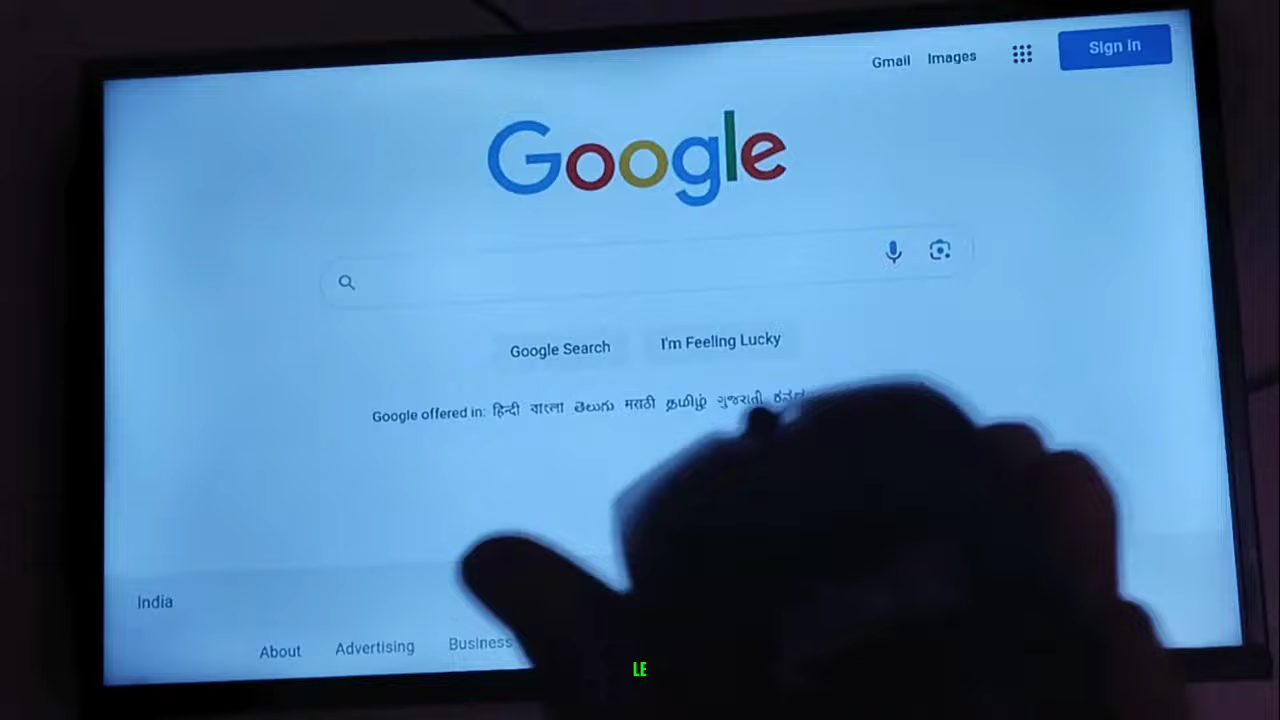 Gmail Images Sign in
Google
Google Search I'm Feeling Lucky
Google offered in: हिन्दी বাংলা తెలుగు मराठी தமிழ் ગુજરાતી
India
About Advertising Business
LE